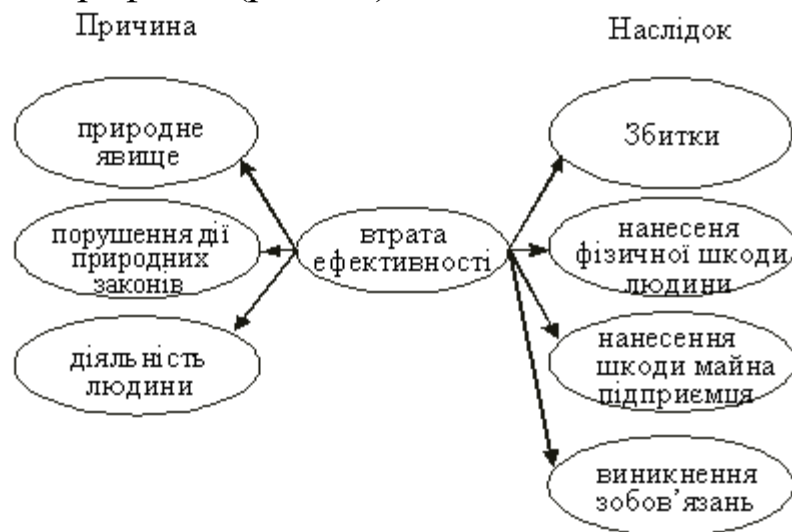 Причина
Наслідок
природне
явище
порушення дії
природних
законів
діяльність
людини
втрата
ефективності
Збитки
нанесеня
фізичної шкоди
людини
нанесення
шкоди майна
підприємця
виникнення
зобов’язань